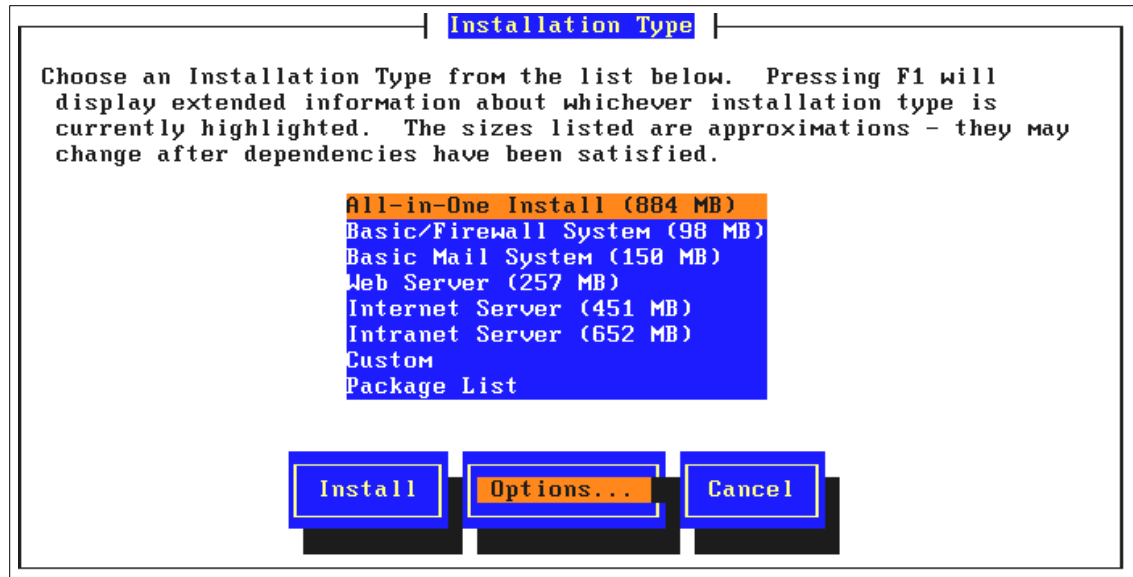 Installation Type
Choose an Installation Type from the list below.  Pressing F1 will
display extended information about whichever installation type is
currently highlighted.  The sizes listed are approximations - they may
change after dependencies have been satisfied.
All-in-One Install (884 MB)
Basic/Firewall System (98 MB)
Basic Mail System (150 MB)
Web Server (257 MB)
Internet Server (451 MB)
Intranet Server (652 MB)
Custom
Package List
Install Options... Cancel